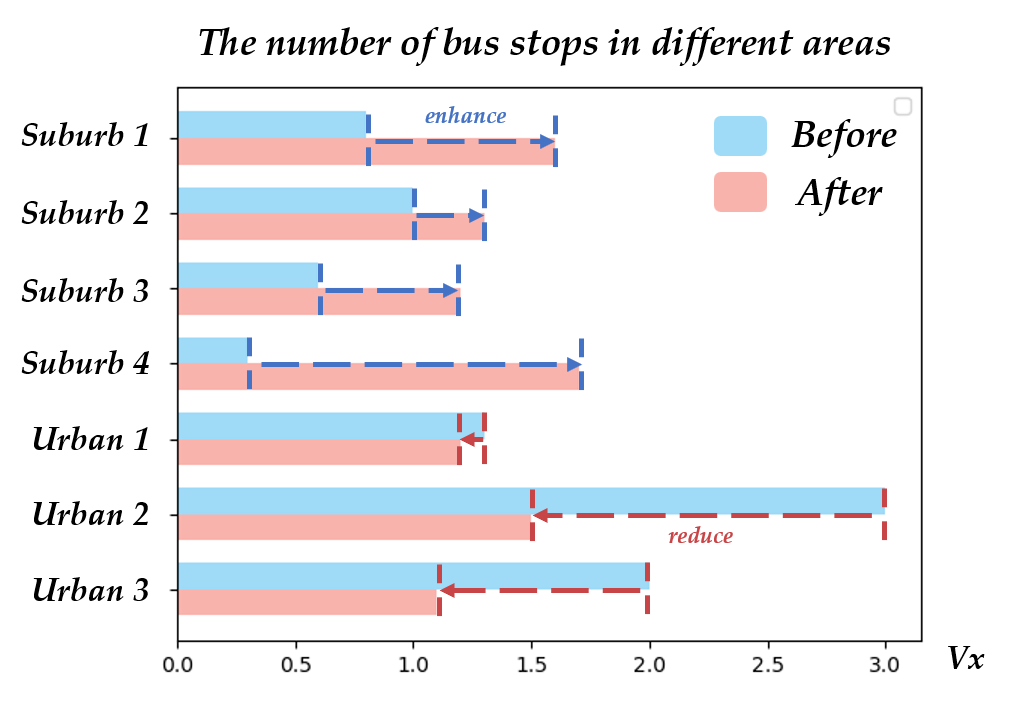 The number of bus stops in different areas
enhance
Before
After
Suburb 1
Suburb 2
Suburb 3
Suburb 4
Urban 1
Urban 2
Urban 3
reduce
0.0 0.5 1.0 1.5 2.0 2.5 3.0
Vx